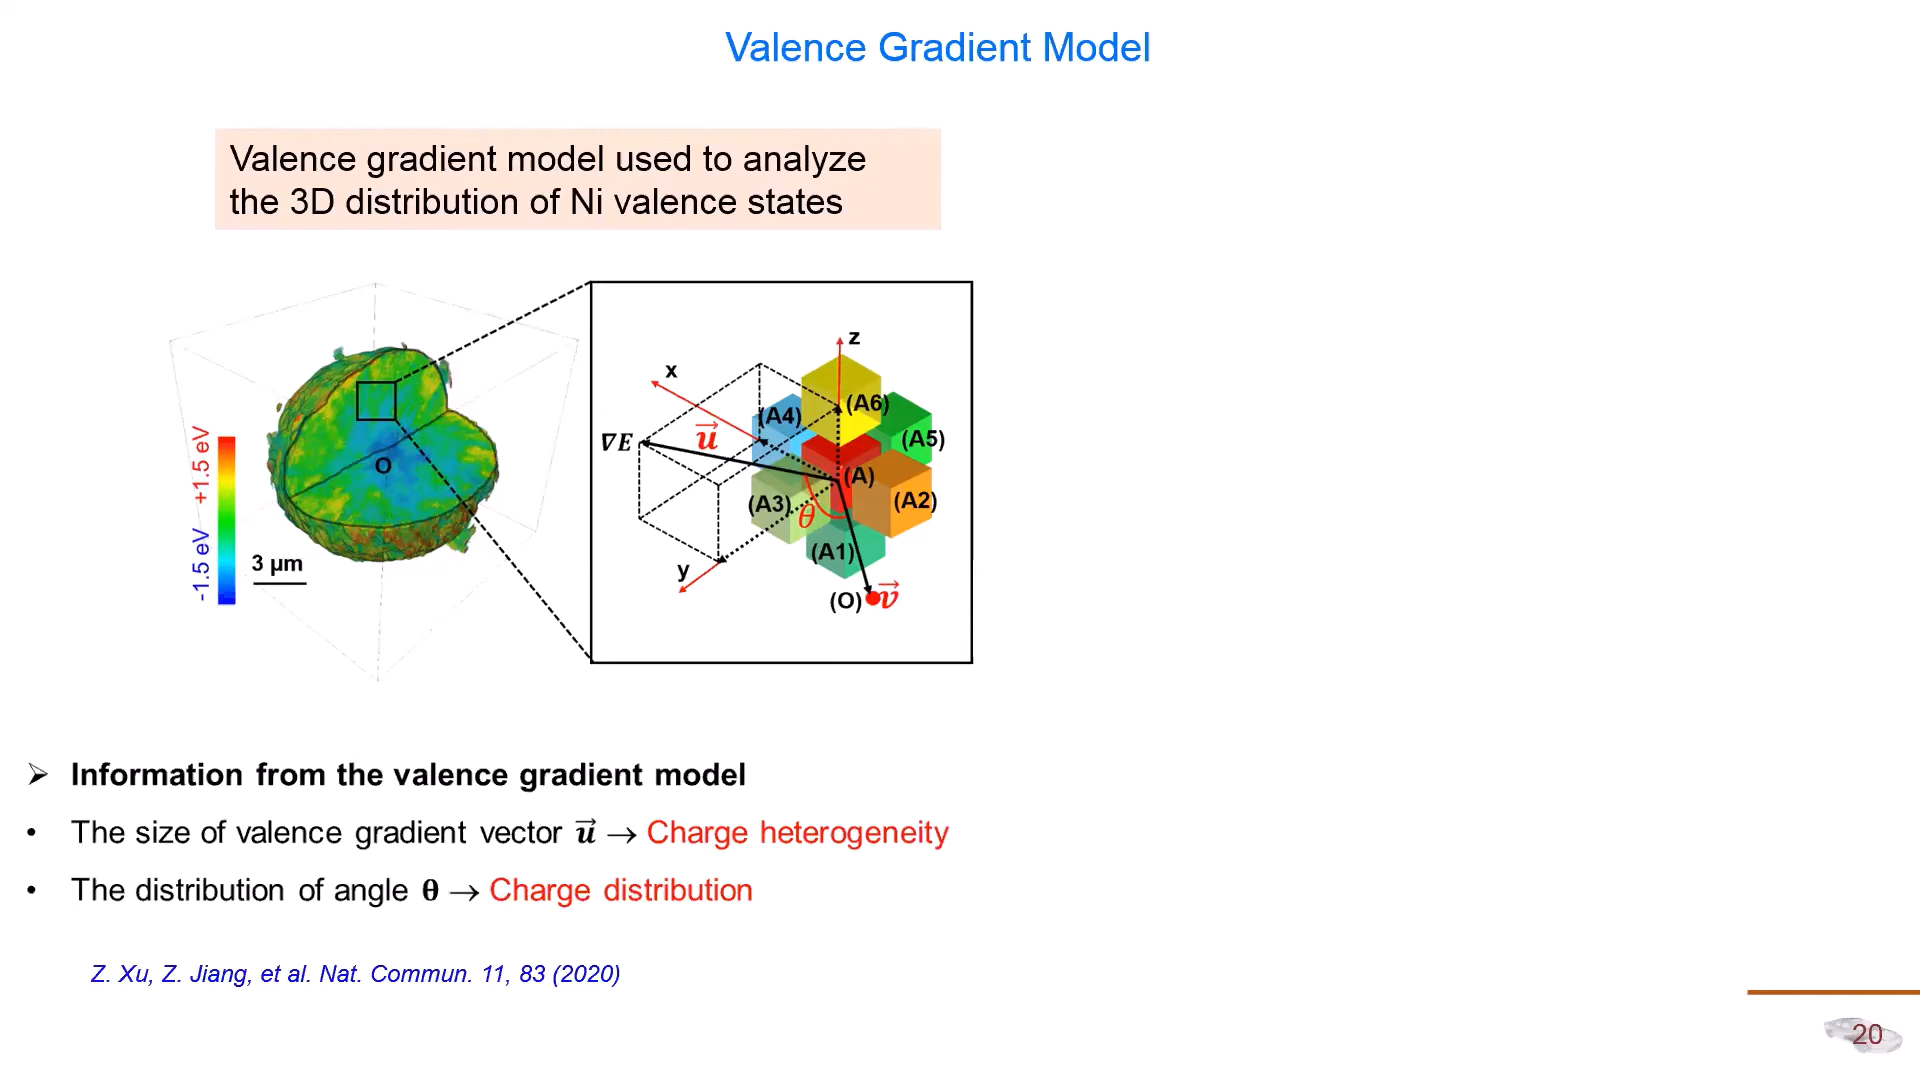 Valence Gradient Model
Valence gradient model used to analyze
the 3D distribution of Ni valence states
O
-1.5 eV +1.5 eV
3 μm
z
x
(A6)
(A4)
(A5)
∇E
u⃗
(A)
(A3)
θ
(A2)
(A1)
y
(O)
v⃗
➢ Information from the valence gradient model
• The size of valence gradient vector u⃗ → Charge heterogeneity
• The distribution of angle θ → Charge distribution
Z. Xu, Z. Jiang, et al. Nat. Commun. 11, 83 (2020)
20